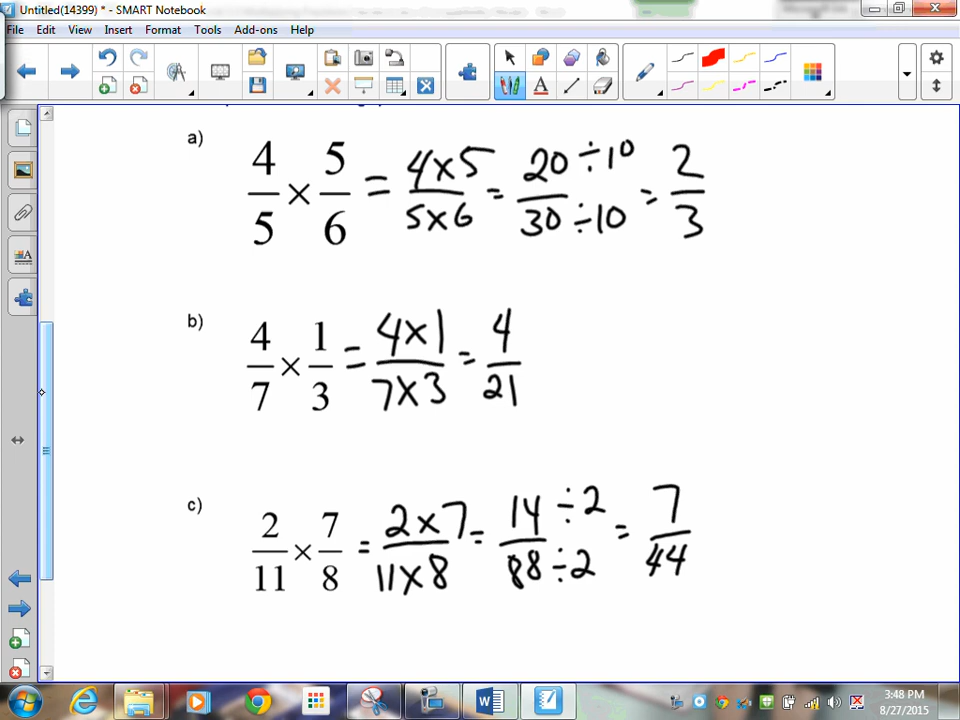 Untitled(14399) * - SMART Notebook
File Edit View Insert Format Tools Add-ons Help
a)
4/5 × 5/6 = 4×5/5×6 = 20÷10/30÷10 = 2/3
b)
4/7 × 1/3 = 4×1/7×3 = 4/21
c)
2/11 × 7/8 = 2×7/11×8 = 14÷2/88÷2 = 7/44
3:48 PM
8/27/2015